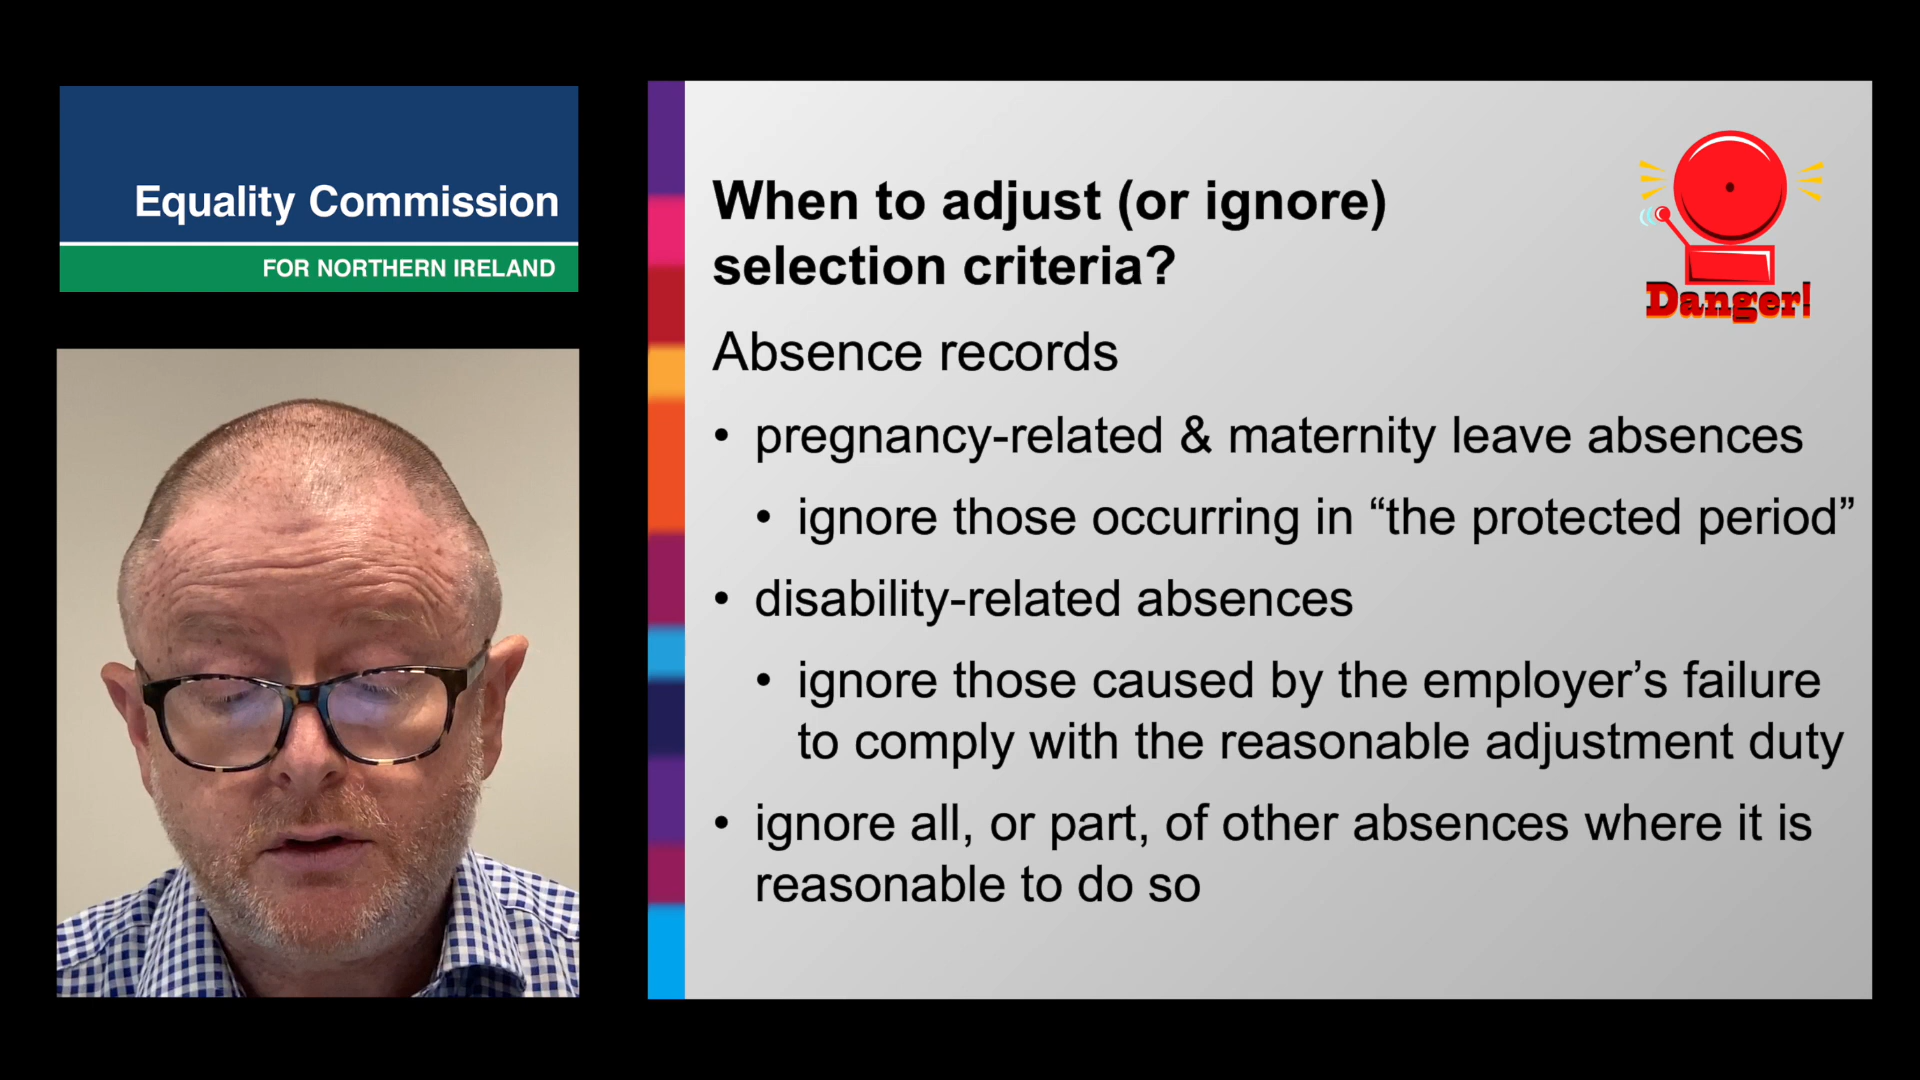 Equality Commission
FOR NORTHERN IRELAND
When to adjust (or ignore)
selection criteria?
Danger!
Absence records
• pregnancy-related & maternity leave absences
• ignore those occurring in “the protected period”
• disability-related absences
• ignore those caused by the employer’s failure
to comply with the reasonable adjustment duty
• ignore all, or part, of other absences where it is
reasonable to do so